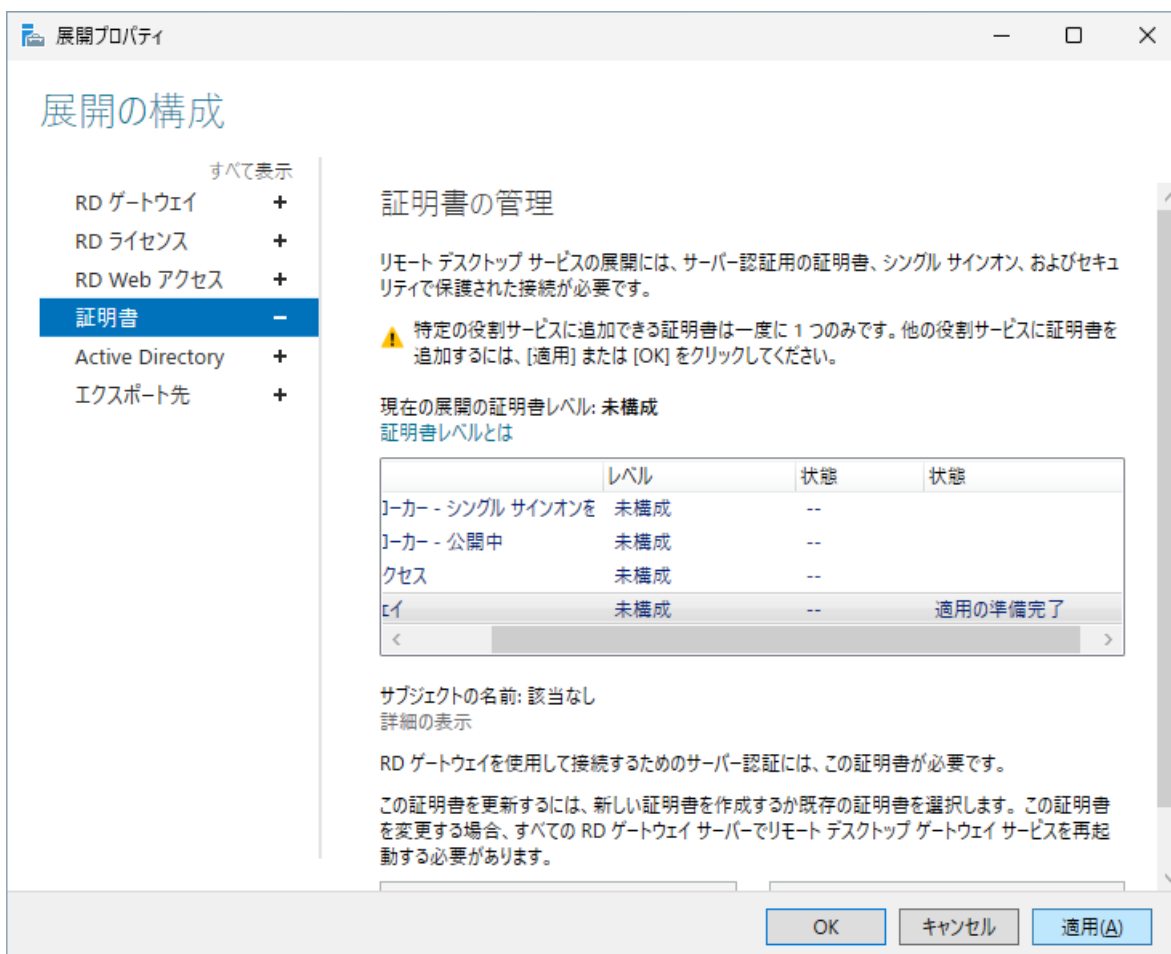 展開プロパティ
展開の構成
すべて表示
RD ゲートウェイ +
RD ライセンス +
RD Web アクセス +
証明書 −
Active Directory +
エクスポート先 +
証明書の管理
リモート デスクトップ サービスの展開には、サーバー認証用の証明書、シングル サインオン、およびセキュ
リティで保護された接続が必要です。
特定の役割サービスに追加できる証明書は一度に 1 つのみです。他の役割サービスに証明書を
追加するには、[適用] または [OK] をクリックしてください。
現在の展開の証明書レベル: 未構成
証明書レベルとは
レベル 状態 状態
ーカー - シングル サインオンを 未構成 --
ーカー - 公開中 未構成 --
クセス 未構成 --
ェイ 未構成 -- 適用の準備完了
サブジェクトの名前: 該当なし
詳細の表示
RD ゲートウェイを使用して接続するためのサーバー認証には、この証明書が必要です。
この証明書を更新するには、新しい証明書を作成するか既存の証明書を選択します。この証明書
を変更する場合、すべての RD ゲートウェイ サーバーでリモート デスクトップ ゲートウェイ サービスを再起
動する必要があります。
OK キャンセル 適用(A)